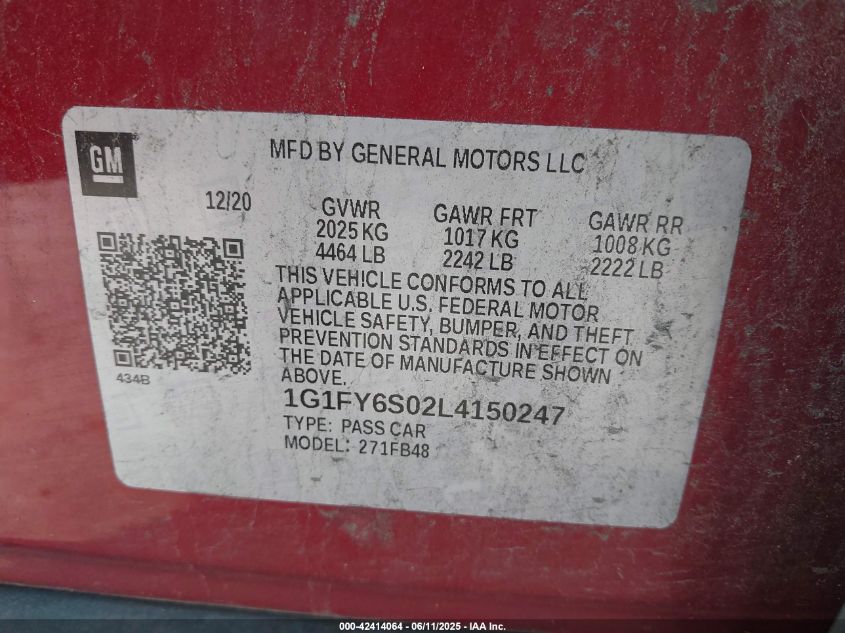 GM
MFD BY GENERAL MOTORS LLC
12/20
GVWR
2025 KG
4464 LB
GAWR FRT
1017 KG
2242 LB
GAWR RR
1008 KG
2222 LB
THIS VEHICLE CONFORMS TO ALL
APPLICABLE U.S. FEDERAL MOTOR
VEHICLE SAFETY, BUMPER, AND THEFT
PREVENTION STANDARDS IN EFFECT ON
THE DATE OF MANUFACTURE SHOWN
ABOVE.
434B
1G1FY6S02L4150247
TYPE: PASS CAR
MODEL: 271FB48
000-42414064 - 06/11/2025 - IAA Inc.